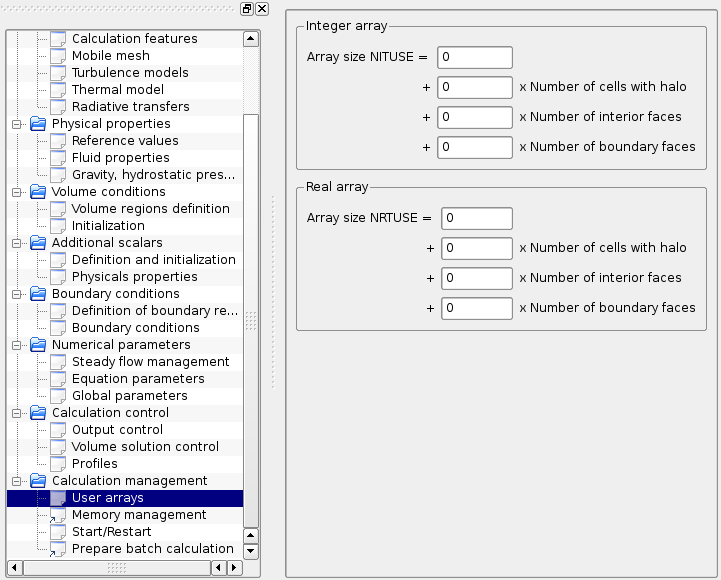 Calculation features
Mobile mesh
Turbulence models
Thermal model
Radiative transfers
Physical properties
Reference values
Fluid properties
Gravity, hydrostatic pres...
Volume conditions
Volume regions definition
Initialization
Additional scalars
Definition and initialization
Physicals properties
Boundary conditions
Definition of boundary re...
Boundary conditions
Numerical parameters
Steady flow management
Equation parameters
Global parameters
Calculation control
Output control
Volume solution control
Profiles
Calculation management
User arrays
Memory management
Start/Restart
Prepare batch calculation
Integer array
Array size NITUSE = 0
+ 0 x Number of cells with halo
+ 0 x Number of interior faces
+ 0 x Number of boundary faces
Real array
Array size NRTUSE = 0
+ 0 x Number of cells with halo
+ 0 x Number of interior faces
+ 0 x Number of boundary faces